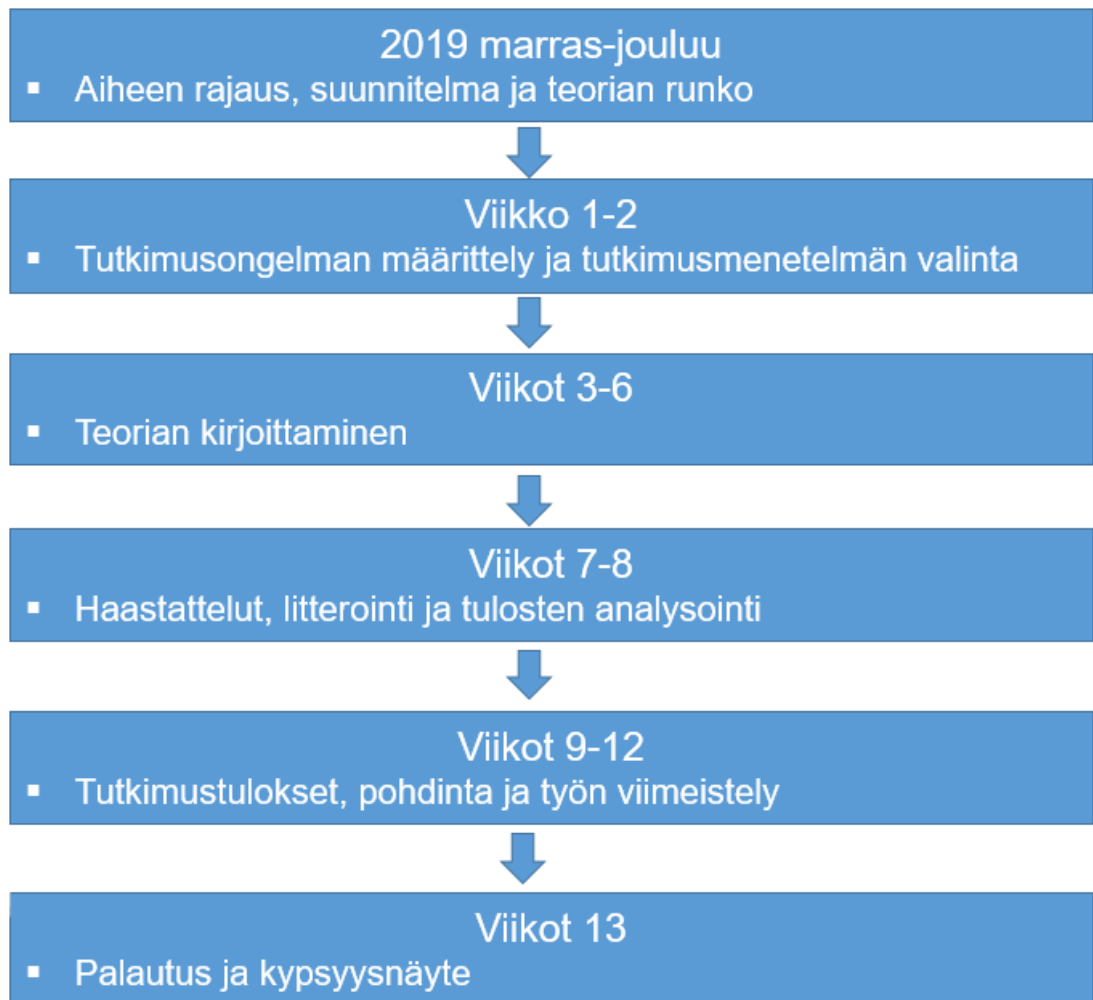 2019 marras-jouluu
▪ Aiheen rajaus, suunnitelma ja teorian runko
Viikko 1-2
▪ Tutkimusongelman määrittely ja tutkimusmenetelmän valinta
Viikot 3-6
▪ Teorian kirjoittaminen
Viikot 7-8
▪ Haastattelut, litterointi ja tulosten analysointi
Viikot 9-12
▪ Tutkimustulokset, pohdinta ja työn viimeistely
Viikot 13
▪ Palautus ja kypsyysnäyte